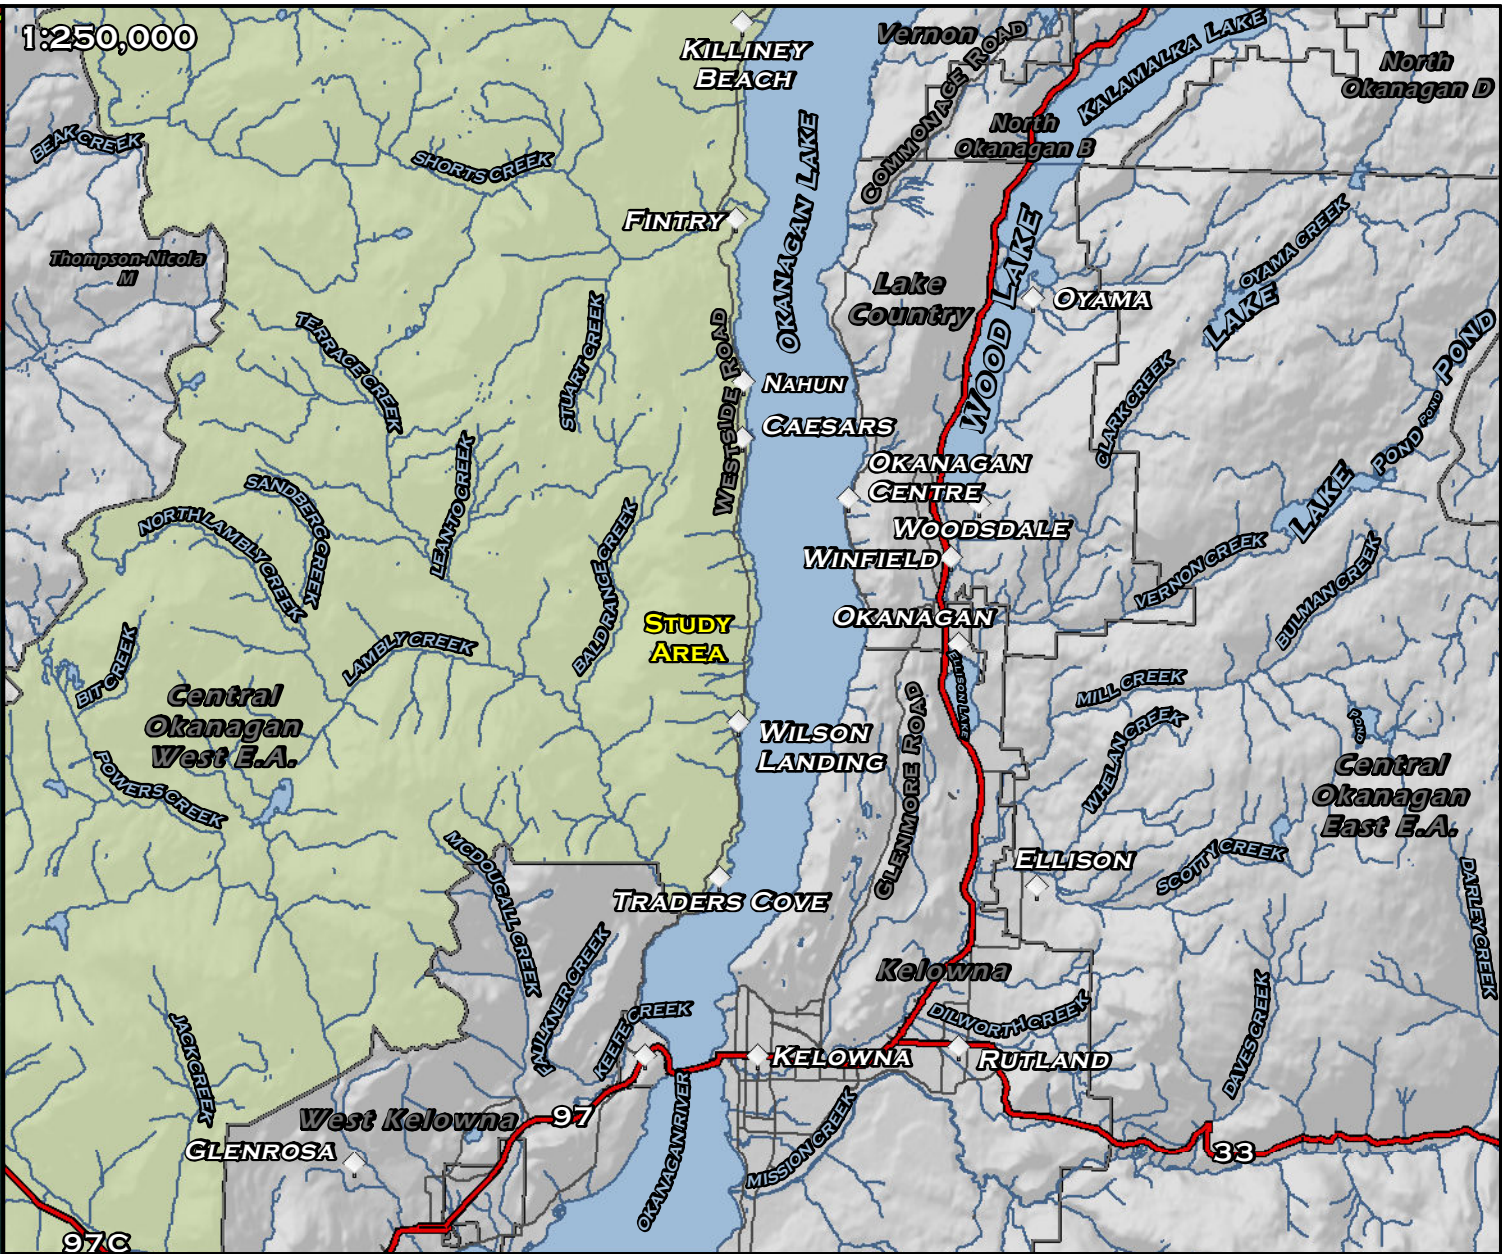 1:250,000
KILLINEY
BEACH
Vernon
COMMONAGE ROAD
KALAMALKA LAKE
North
Okanagan D
BEAK CREEK
SHORTS CREEK
OKANAGAN LAKE
North
Okanagan B
FINTRY
Thompson-Nicola
M
WOOD LAKE
OYAMA CREEK
Lake
Country
OYAMA
LAKE
TERRACE CREEK
STUART CREEK
WESTSIDE ROAD
NAHUN
CAESARS
CLARK CREEK
POND
POND
POND
LAKE
OKANAGAN
CENTRE
WOODSDALE
WINFIELD
SANDBERG CREEK
NORTH LAMBLY CREEK
LEANTO CREEK
BALD RANGE CREEK
VERNON CREEK
BULMAN CREEK
OKANAGAN
STUDY
AREA
LAMBLY CREEK
BIT CREEK
ELLISON LAKE
MILL CREEK
Central
Okanagan
West E.A.
WILSON
LANDING
GLENMORE ROAD
WHELAN CREEK
POND
Central
Okanagan
East E.A.
POWERS CREEK
MCDOUGALL CREEK
ELLISON
SCOTTY CREEK
DARLEY CREEK
TRADERS COVE
FAULKNER CREEK
Kelowna
JACK CREEK
KEEFE CREEK
DILWORTH CREEK
DAVES CREEK
KELOWNA
RUTLAND
West Kelowna
97
OKANAGAN RIVER
MISSION CREEK
GLENROSA
33
97C